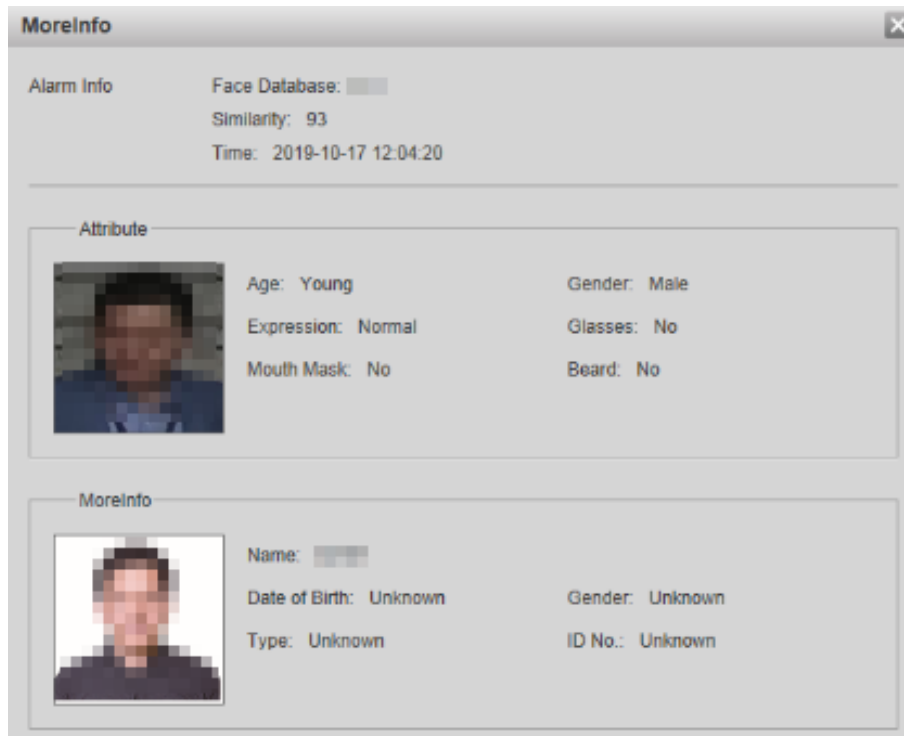 MoreInfo
Alarm Info Face Database:
Similarity: 93
Time: 2019-10-17 12:04:20
Attribute
Age: Young Gender: Male
Expression: Normal Glasses: No
Mouth Mask: No Beard: No
MoreInfo
Name:
Date of Birth: Unknown Gender: Unknown
Type: Unknown ID No.: Unknown